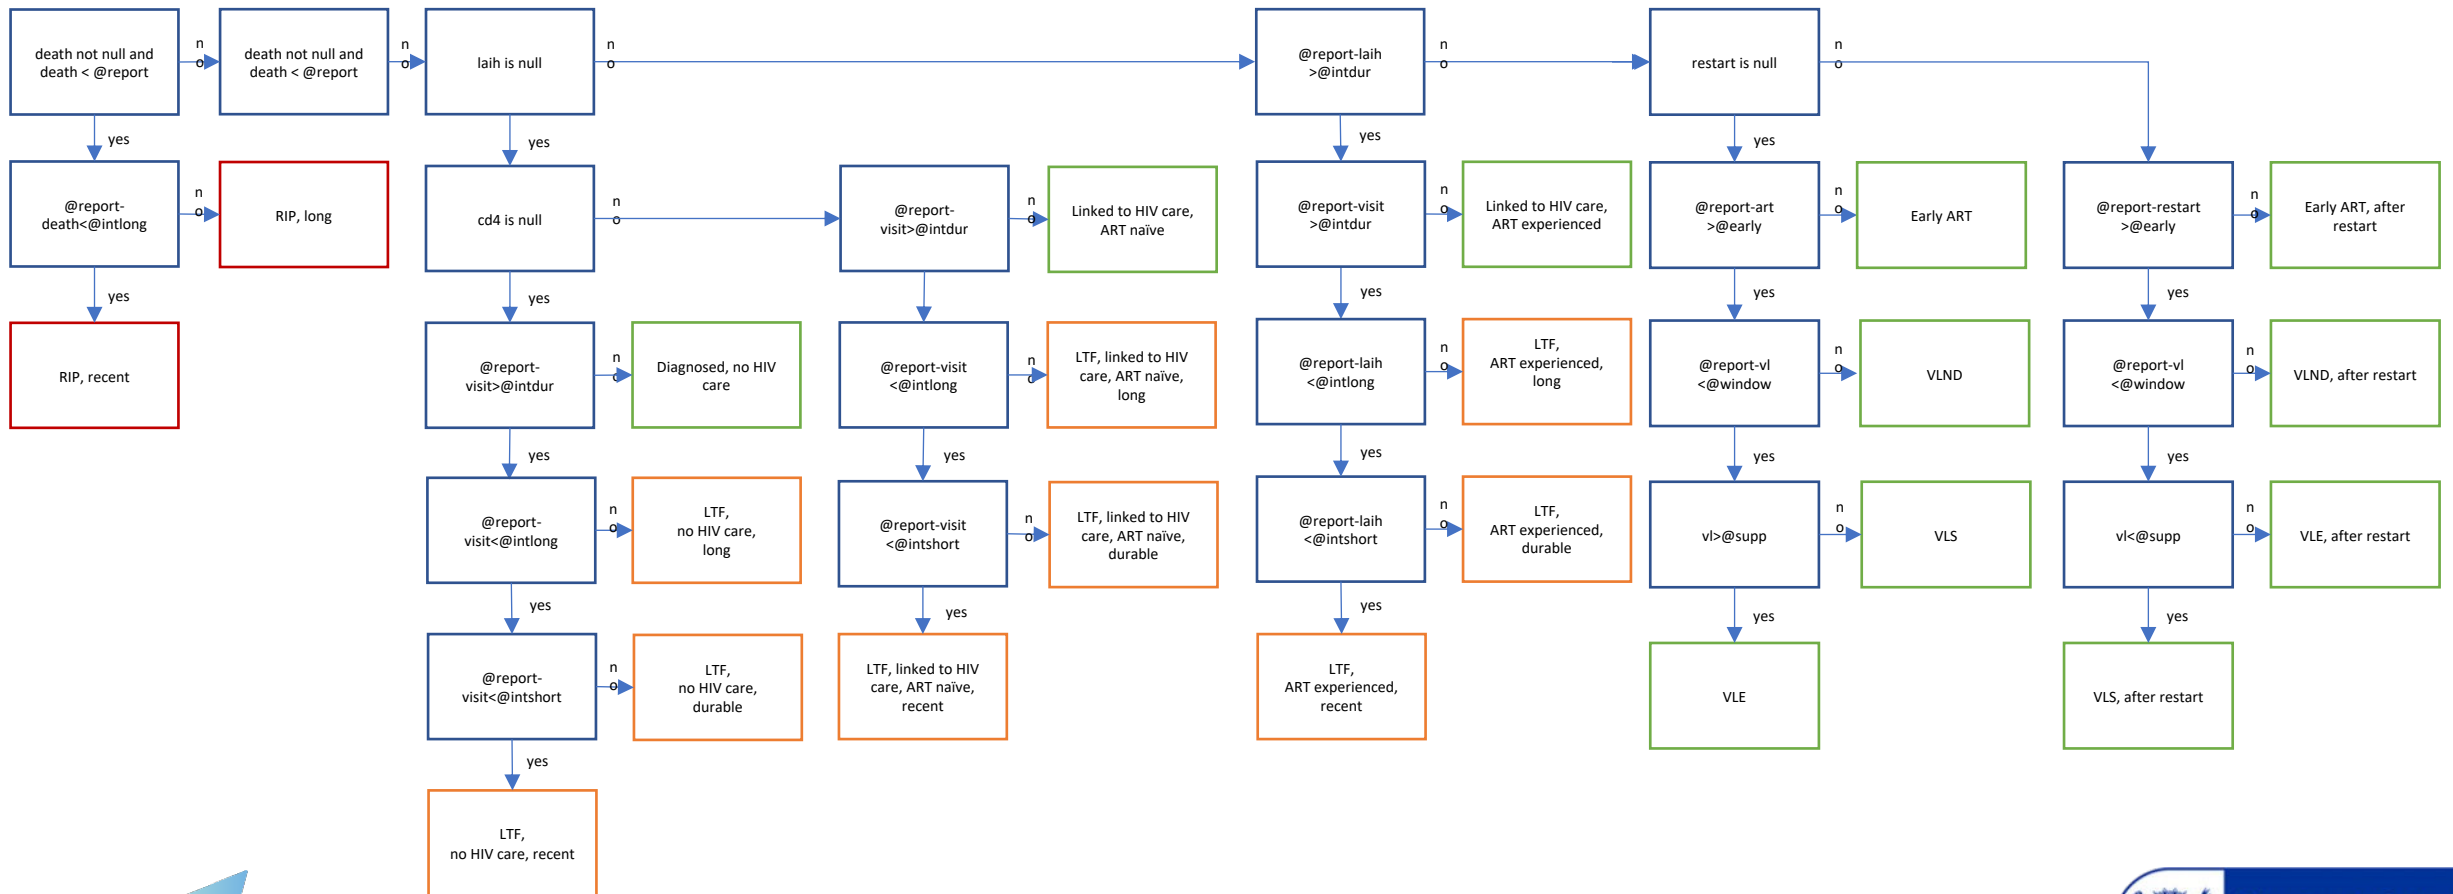 death not null and
death < @report
n
o
death not null and
death < @report
n
o
laih is null
n
o
@report-laih
>@intdur
n
o
restart is null
n
o
yes
yes
yes
yes
@report-
death<@intlong
n
o
RIP, long
cd4 is null
n
o
@report-
visit>@intdur
n
o
Linked to HIV care,
ART naïve
@report-visit
>@intdur
n
o
Linked to HIV care,
ART experienced
@report-art
>@early
n
o
Early ART
@report-restart
>@early
n
o
Early ART, after
restart
yes
yes
yes
yes
yes
RIP, recent
@report-
visit>@intdur
n
o
Diagnosed, no HIV
care
@report-visit
<@intlong
n
o
LTF, linked to HIV
care, ART naïve,
long
@report-laih
<@intlong
n
o
LTF,
ART experienced,
long
@report-vl
<@window
n
o
VLND
@report-vl
<@window
n
o
VLND, after restart
yes
yes
yes
yes
yes
@report-
visit<@intlong
n
o
LTF,
no HIV care,
long
@report-visit
<@intshort
n
o
LTF, linked to HIV
care, ART naïve,
durable
@report-laih
<@intshort
n
o
LTF,
ART experienced,
durable
vl>@supp
n
o
VLS
vl<@supp
n
o
VLE, after restart
yes
yes
yes
yes
yes
@report-
visit<@intshort
n
o
LTF,
no HIV care,
durable
LTF, linked to HIV
care, ART naïve,
recent
LTF,
ART experienced,
recent
VLE
VLS, after restart
yes
LTF,
no HIV care, recent